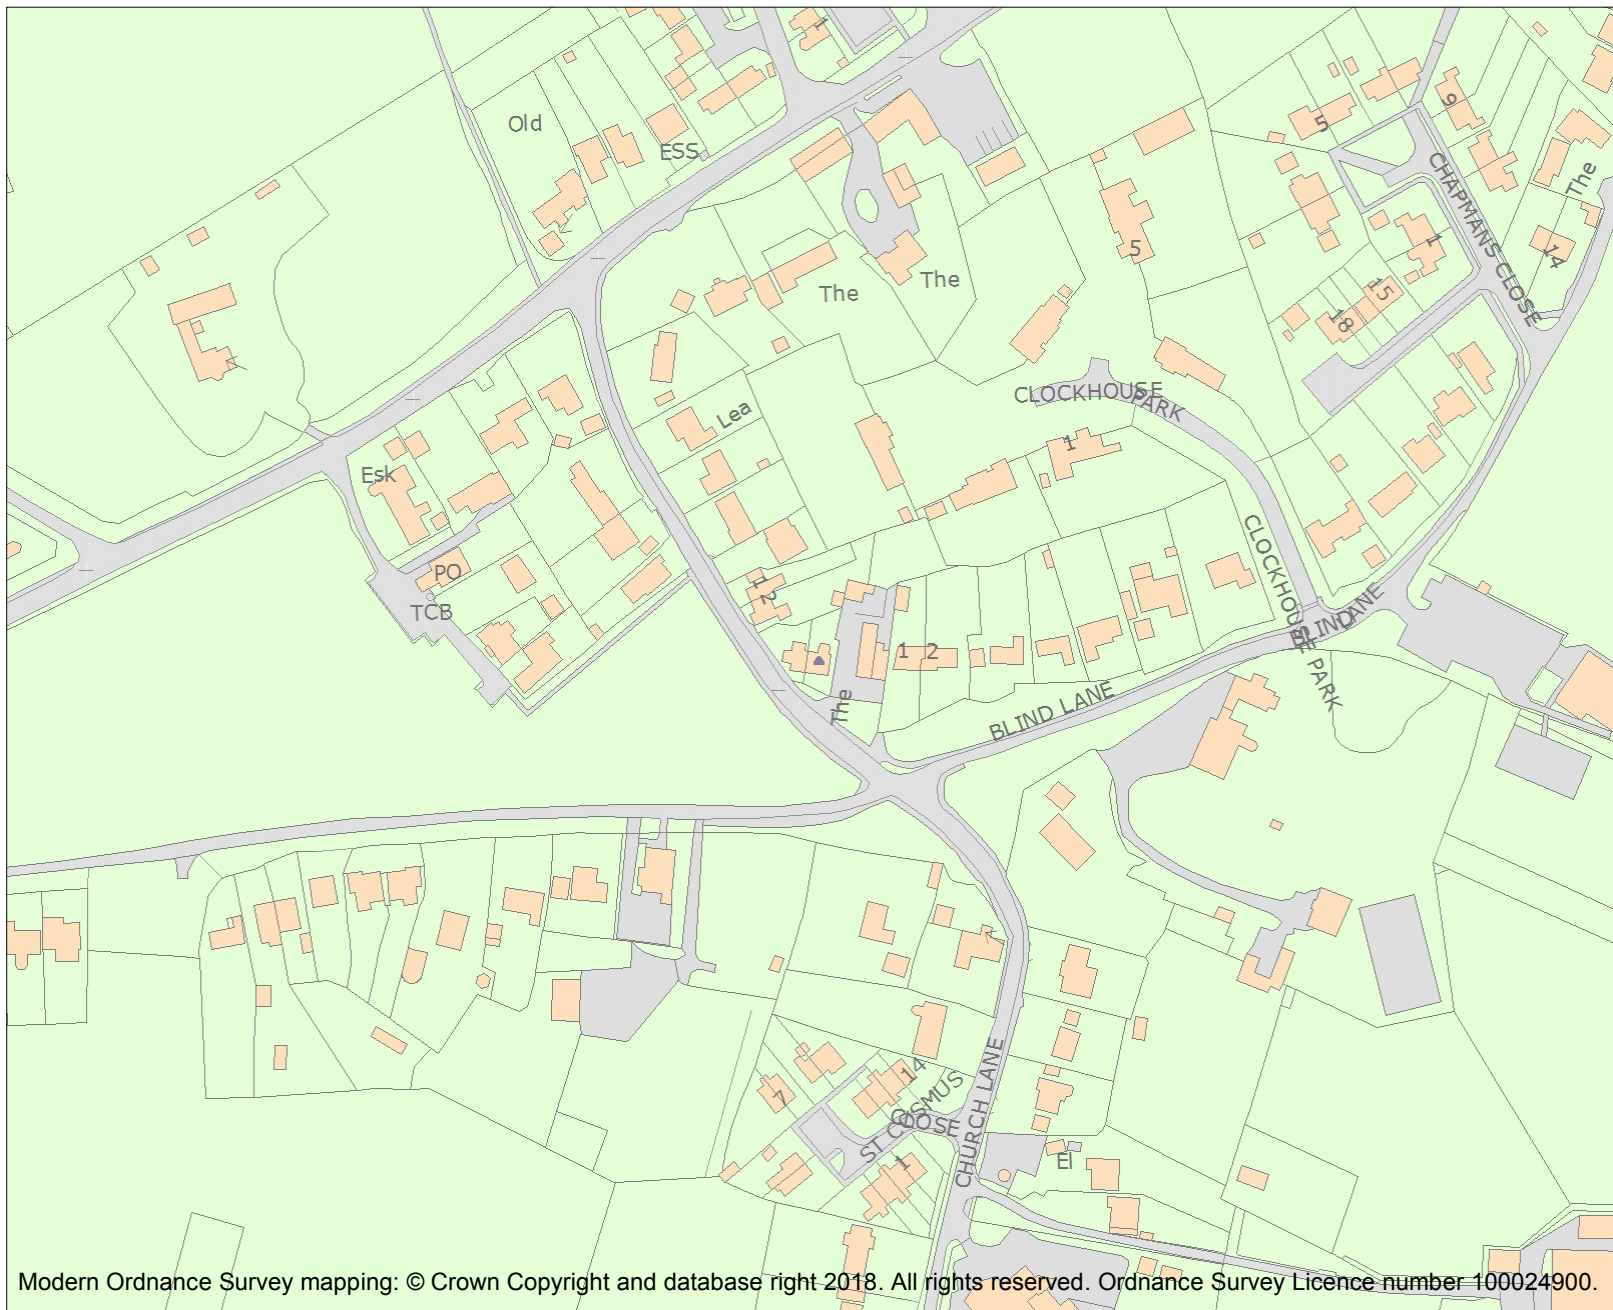 1
Old
ESS
9
5
The
CHAPMANS CLOSE
1
14
5
The
The
15
18
CLOCKHOUSE
PARK
Lea
1
Esk
PO
TCB
12
CLOCKHOUSE PARK
BLIND
LANE
1 2
The
BLIND LANE
14
7
ST COSMUS
CLOSE
CHURCH LANE
1
El
Modern Ordnance Survey mapping: © Crown Copyright and database right 2018. All rights reserved. Ordnance Survey Licence number 100024900.